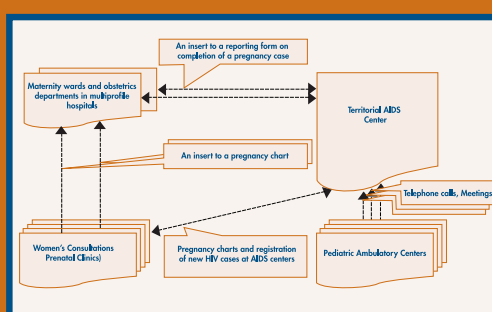 An insert to a reporting form on
completion of a pregnancy case
Maternity wards and obstetrics
departments in multiprofile
hospitals
Territorial AIDS
Center
An insert to a pregnancy chart
Telephone calls, Meetings
Women's Consultations
Prenatal Clinics)
Pregnancy charts and registration
of new HIV cases at AIDS centers
Pediatric Ambulatory Centers